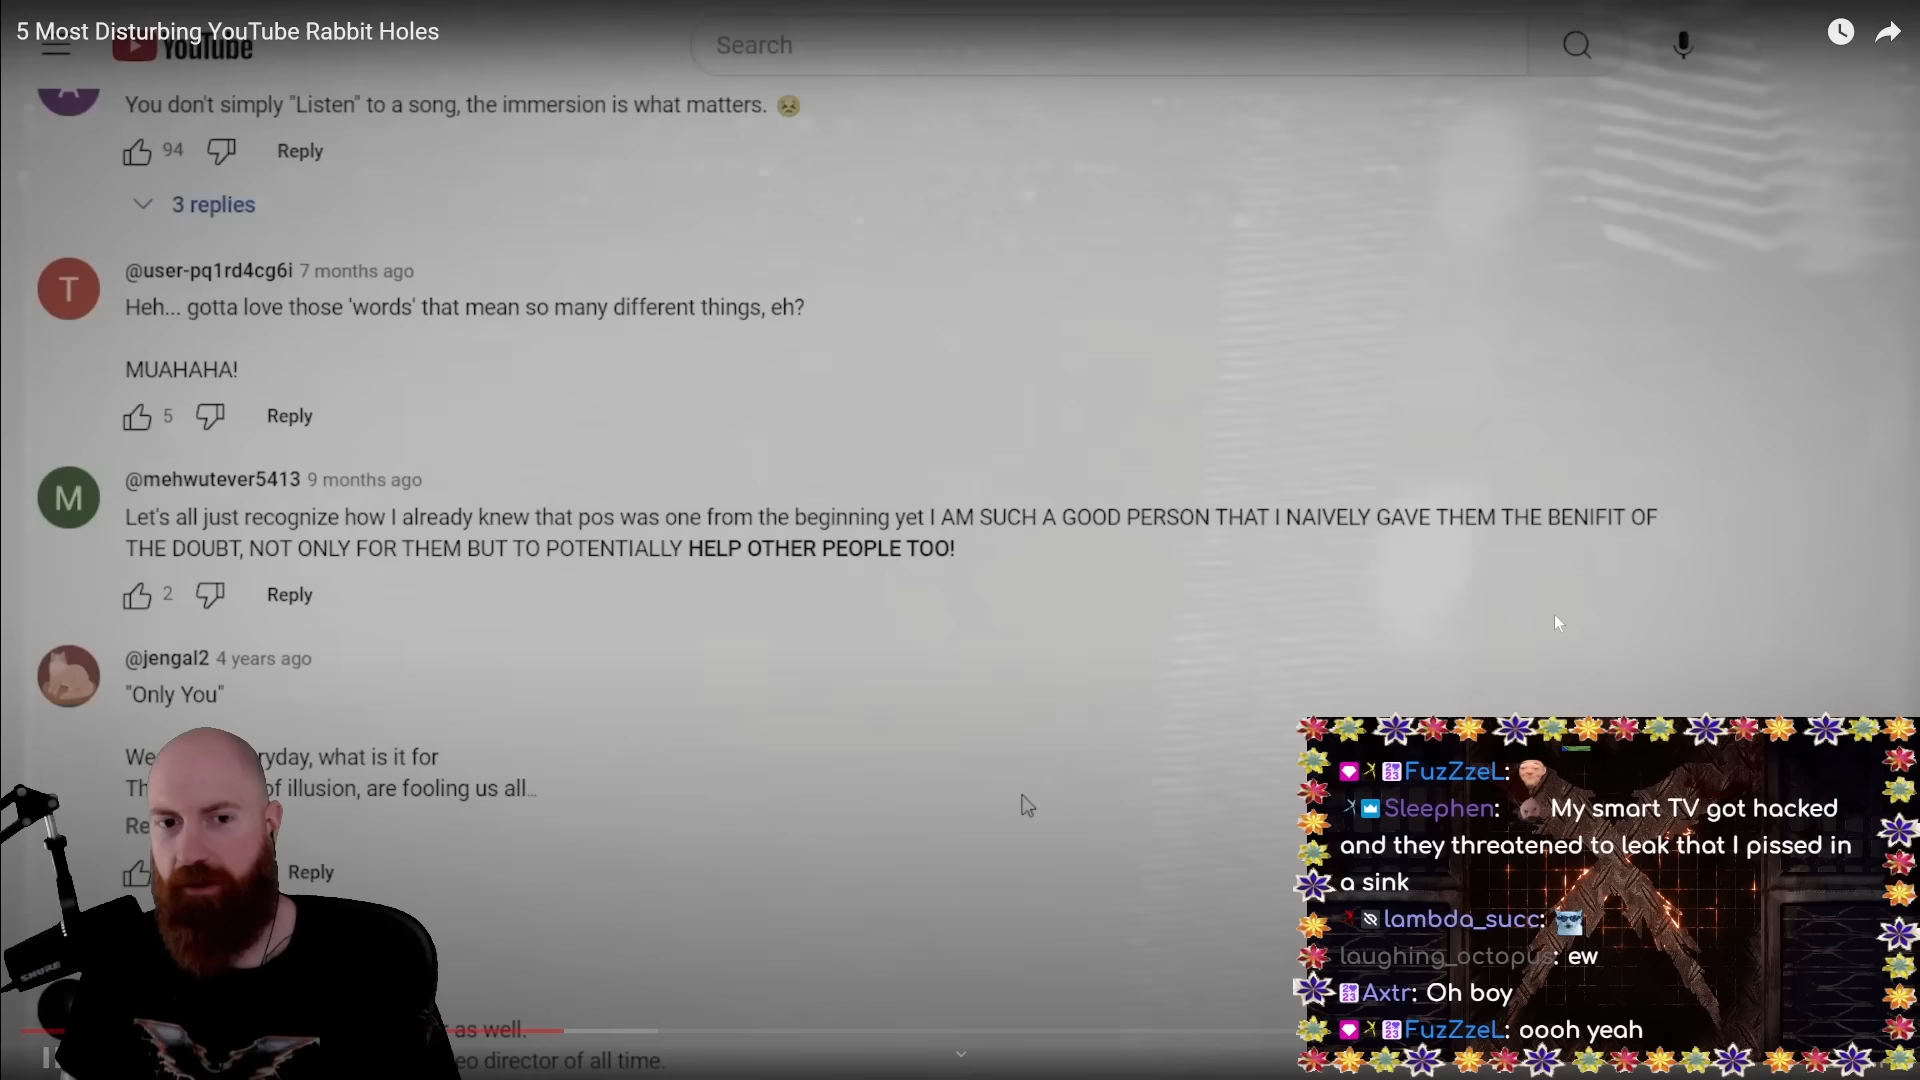 5 Most Disturbing YouTube Rabbit Holes
YouTube
Search
You don't simply "Listen" to a song, the immersion is what matters. 😣
94 Reply
3 replies
T
@user-pq1rd4cg6i 7 months ago
Heh... gotta love those 'words' that mean so many different things, eh?
MUAHAHA!
5 Reply
M
@mehwutever5413 9 months ago
Let's all just recognize how I already knew that pos was one from the beginning yet I AM SUCH A GOOD PERSON THAT I NAIVELY GAVE THEM THE BENIFIT OF
THE DOUBT, NOT ONLY FOR THEM BUT TO POTENTIALLY HELP OTHER PEOPLE TOO!
2 Reply
@jengal2 4 years ago
"Only You"
We ryday, what is it for
Th of illusion, are fooling us all...
Re
Reply
as well.
eo director of all time.
SHURE
FuzZzeL:
Sleephen: My smart TV got hacked
and they threatened to leak that I pissed in
a sink
lambda_succ:
laughing_octopus: ew
Axtr: Oh boy
FuzZzeL: oooh yeah